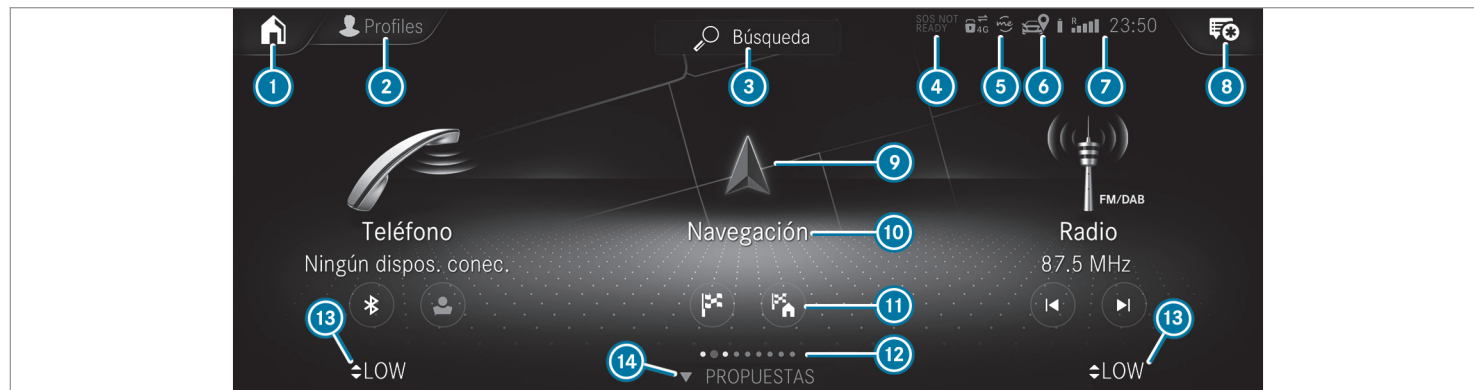 Profiles
Búsqueda
SOS NOT
READY
4G
me
R
23:50
1
2
3
4
5
6
7
8
9
FM/DAB
Teléfono
Navegación
10
Radio
Ningún dispos. conec.
87.5 MHz
11
13
13
12
14
LOW
PROPUESTAS
LOW